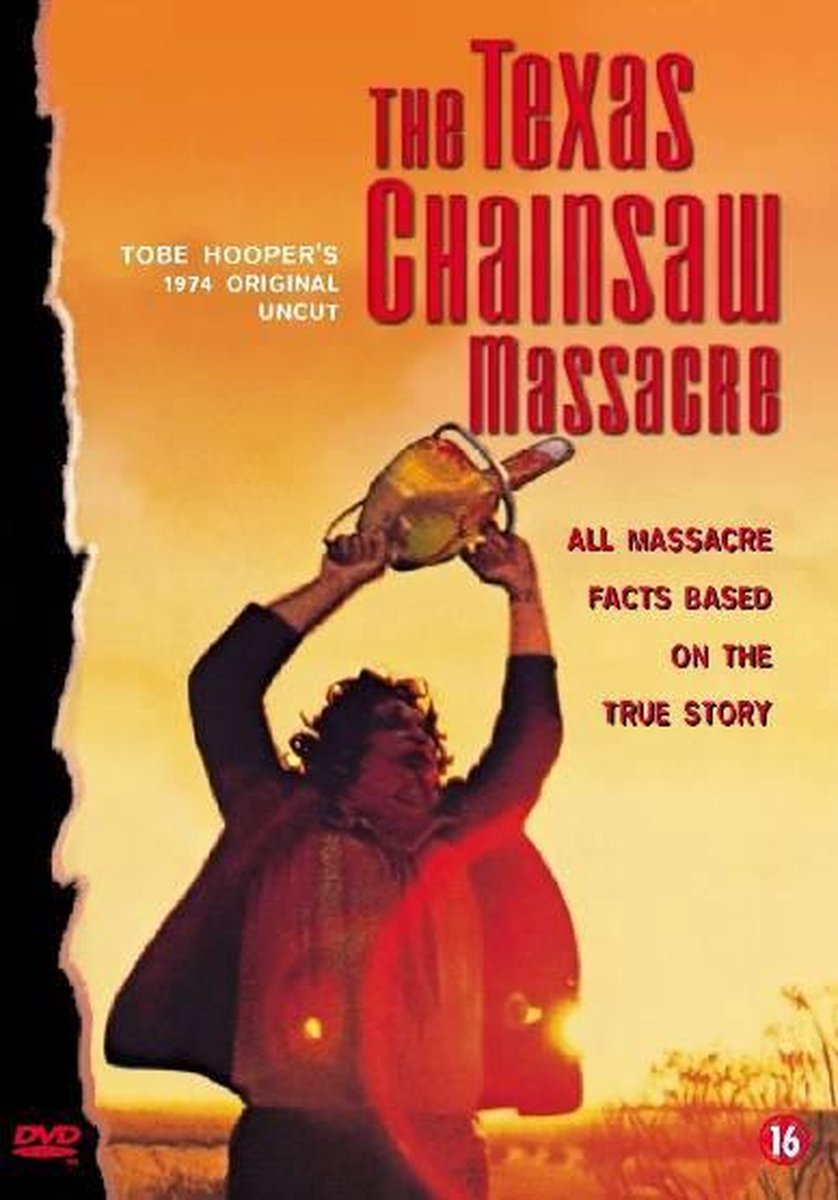 THE TEXAS
CHAINSAW
MASSACRE
TOBE HOOPER'S
1974 ORIGINAL
UNCUT
ALL MASSACRE
FACTS BASED
ON THE
TRUE STORY
DVD
16